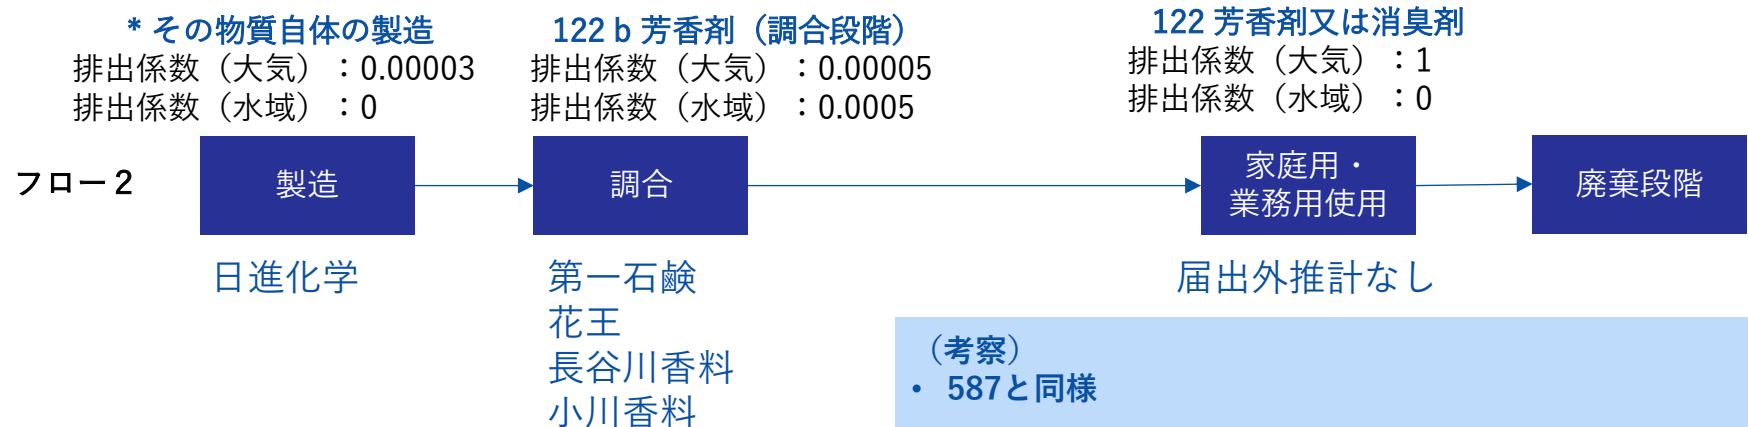 * その物質自体の製造
排出係数（大気）：0.00003
排出係数（水域）：0
122 b 芳香剤（調合段階）
排出係数（大気）：0.00005
排出係数（水域）：0.0005
122 芳香剤又は消臭剤
排出係数（大気）：1
排出係数（水域）：0
フロー2
製造
調合
家庭用・
業務用使用
廃棄段階
日進化学
第一石鹸
花王
長谷川香料
小川香料
届出外推計なし
（考察）
• 587と同様